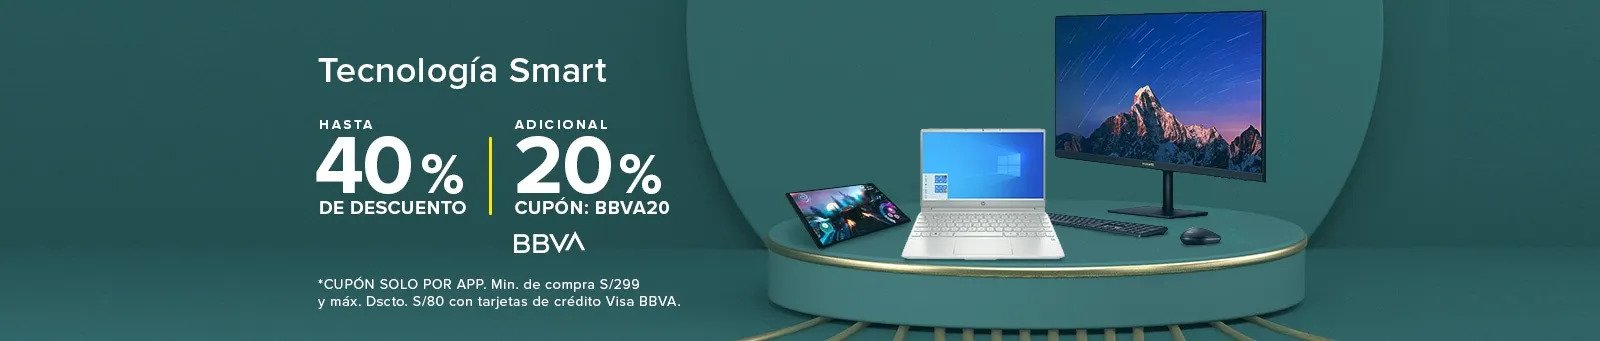 Tecnología Smart
HASTA
40%
DE DESCUENTO
ADICIONAL
20%
CUPÓN: BBVA20
BBVA
*CUPÓN SOLO POR APP. Min. de compra S/299
y máx. Dscto. S/80 con tarjetas de crédito Visa BBVA.